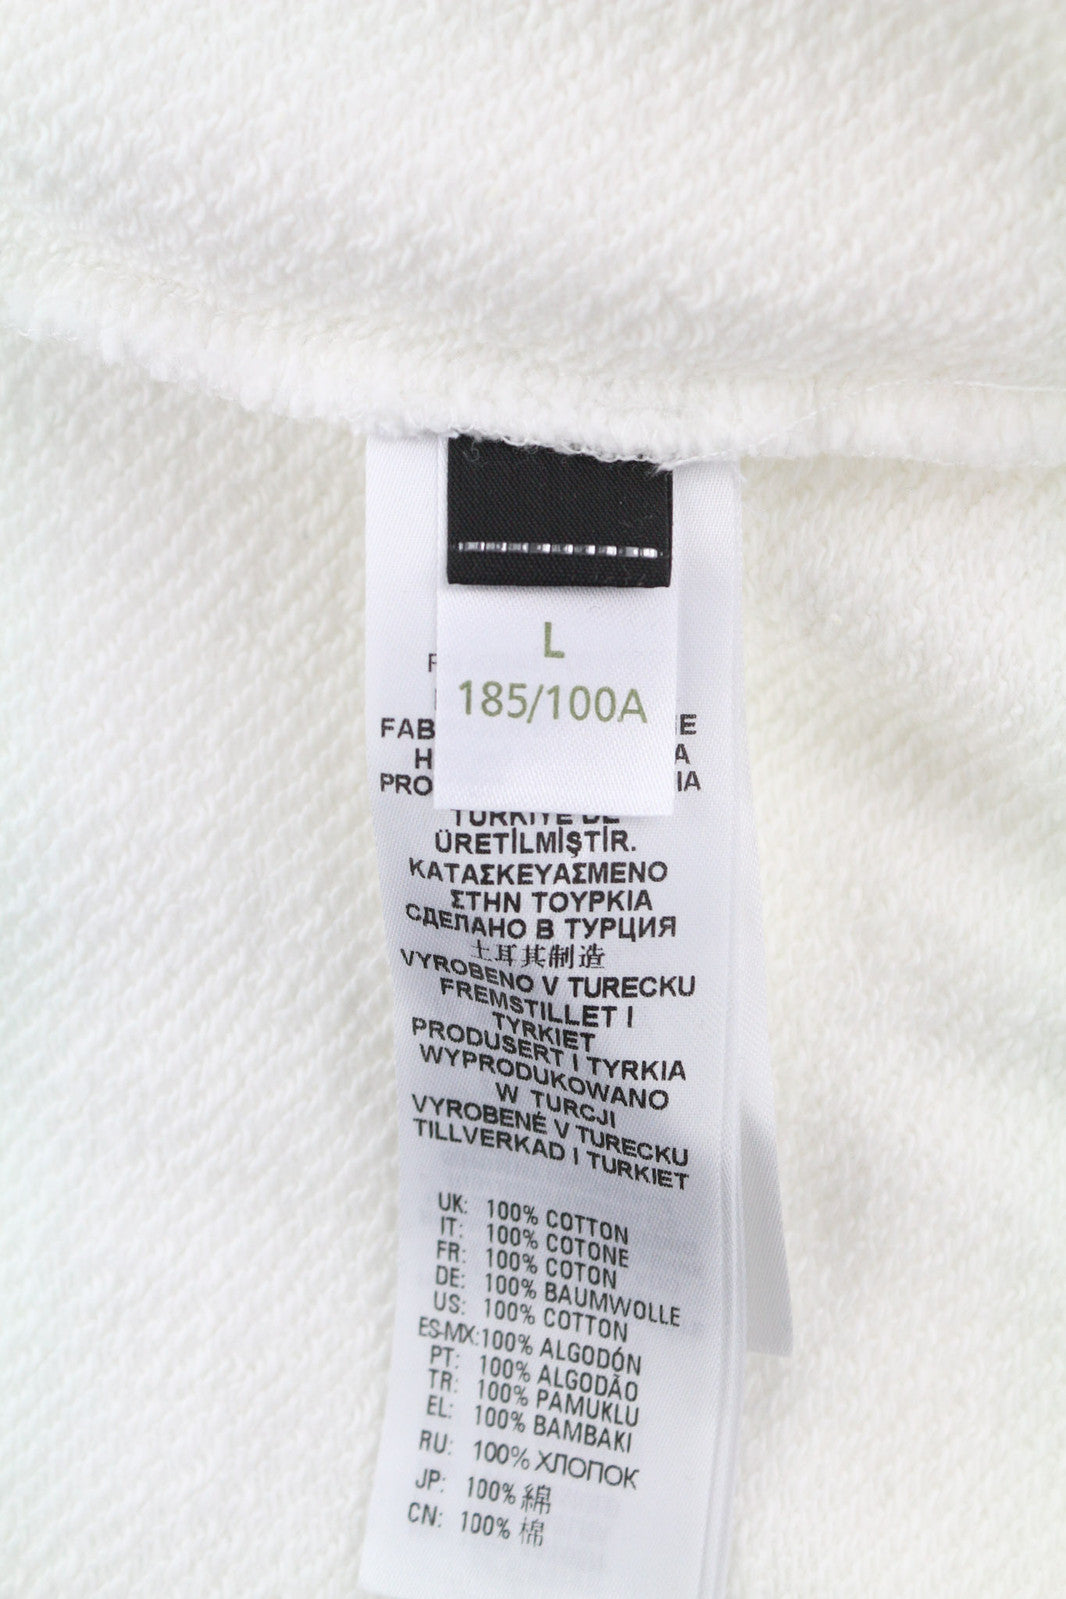 L
185/100A
FAB
H
PRO
TÜRKİYE DE
ÜRETİLMİŞTİR.
ΚΑΤΑΣΚΕΥΑΣΜΕΝΟ
ΣΤΗΝ ΤΟΥΡΚΙΑ
СДЕЛАНО В ТУРЦИЯ
土耳其制造
VYROBENO V TURECKU
FREMSTILLET I
TYRKIET
PRODUSERT I TYRKIA
WYPRODUKOWANO
W TURCJI
VYROBENÉ V TURECKU
TILLVERKAD I TURKIET
UK: 100% COTTON
IT: 100% COTONE
FR: 100% COTON
DE: 100% BAUMWOLLE
US: 100% COTTON
ES-MX: 100% ALGODÓN
PT: 100% ALGODÃO
TR: 100% PAMUKLU
EL: 100% BAMBAKI
RU: 100% ХЛОПОК
JP: 100% 綿
CN: 100% 棉